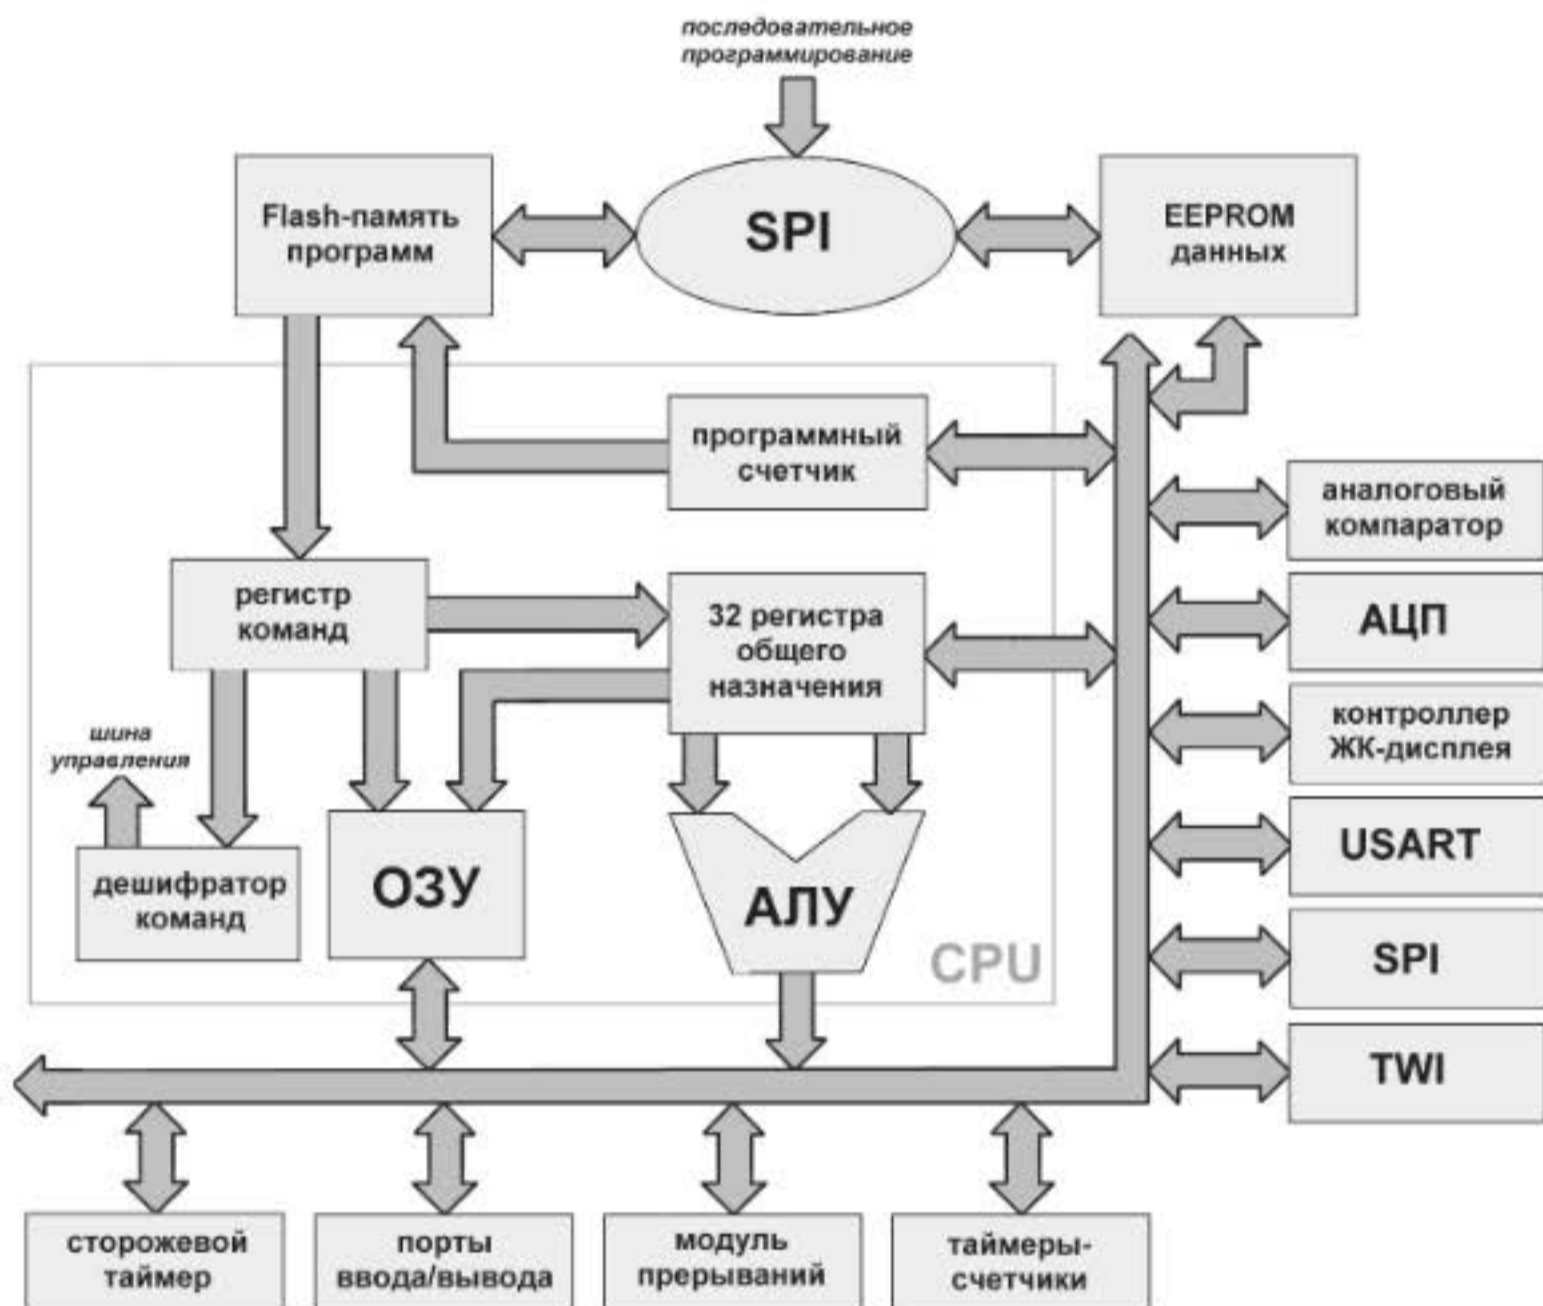 последовательное
программирование
Flash-память
программ
SPI
EEPROM
данных
программный
счетчик
аналоговый
компаратор
регистр
команд
32 регистра
общего
назначения
АЦП
контроллер
ЖК-дисплея
шина
управления
USART
дешифратор
команд
ОЗУ
АЛУ
CPU
SPI
TWI
сторожевой
таймер
порты
ввода/вывода
модуль
прерываний
таймеры-
счетчики